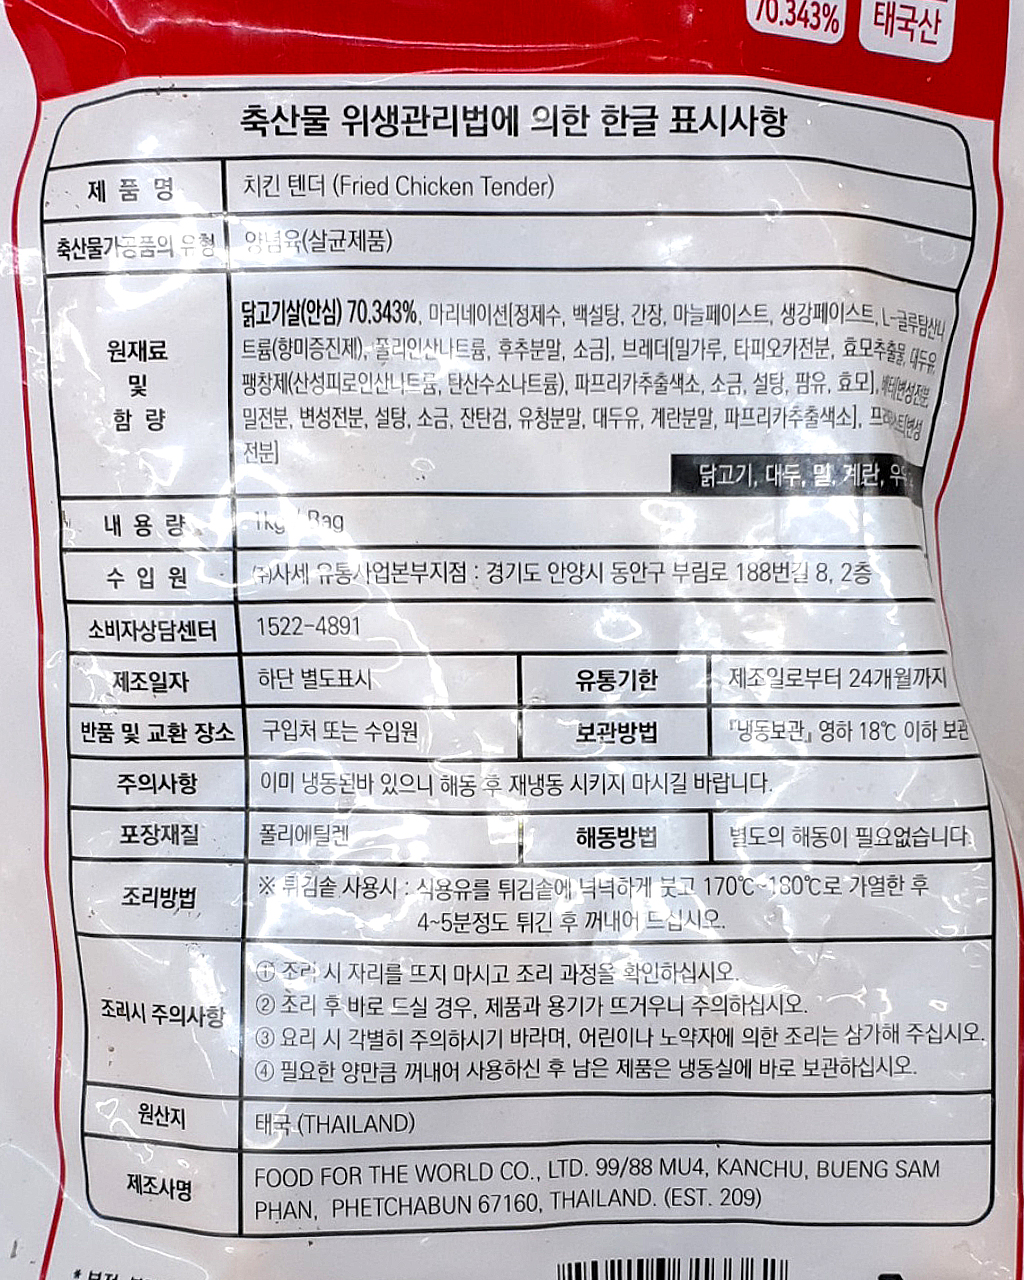 70.343%
태국산
축산물 위생관리법에 의한 한글 표시사항
제 품 명 치킨 텐더 (Fried Chicken Tender)
축산물가공품의 유형 양념육(살균제품)
원재료 및 함 량
닭고기살(안심) 70.343%, 마리네이션[정제수, 백설탕, 간장, 마늘페이스트, 생강페이스트, L-글루탐산나
트륨(향미증진제), 폴리인산나트륨, 후추분말, 소금], 브레더[밀가루, 타피오카전분, 효모추출물, 대두유,
팽창제(산성피로인산나트륨, 탄산수소나트륨), 파프리카추출색소, 소금, 설탕, 팜유, 효모], 배터[변성전분,
밀전분, 변성전분, 설탕, 소금, 잔탄검, 유청분말, 대두유, 계란분말, 파프리카추출색소], 프리더스트[변성
전분]
닭고기, 대두, 밀, 계란, 우유
내 용 량 1kg / Bag
수 입 원 ㈜사세 유통사업본부지점 : 경기도 안양시 동안구 부림로 188번길 8, 2층
소비자상담센터 1522-4891
제조일자 하단 별도표시 유통기한 제조일로부터 24개월까지
반품 및 교환 장소 구입처 또는 수입원 보관방법 『냉동보관』 영하 18℃ 이하 보관
주의사항 이미 냉동된바 있으니 해동 후 재냉동 시키지 마시길 바랍니다.
포장재질 폴리에틸렌 해동방법 별도의 해동이 필요없습니다.
조리방법 ※ 튀김솥 사용시 : 식용유를 튀김솥에 넉넉하게 붓고 170℃~180℃로 가열한 후
4~5분정도 튀긴 후 꺼내어 드십시오.
조리시 주의사항
① 조리 시 자리를 뜨지 마시고 조리 과정을 확인하십시오.
② 조리 후 바로 드실 경우, 제품과 용기가 뜨거우니 주의하십시오.
③ 요리 시 각별히 주의하시기 바라며, 어린이나 노약자에 의한 조리는 삼가해 주십시오.
④ 필요한 양만큼 꺼내어 사용하신 후 남은 제품은 냉동실에 바로 보관하십시오.
원산지 태국 (THAILAND)
제조사명 FOOD FOR THE WORLD CO., LTD. 99/88 MU4, KANCHU, BUENG SAM
PHAN, PHETCHABUN 67160, THAILAND. (EST. 209)